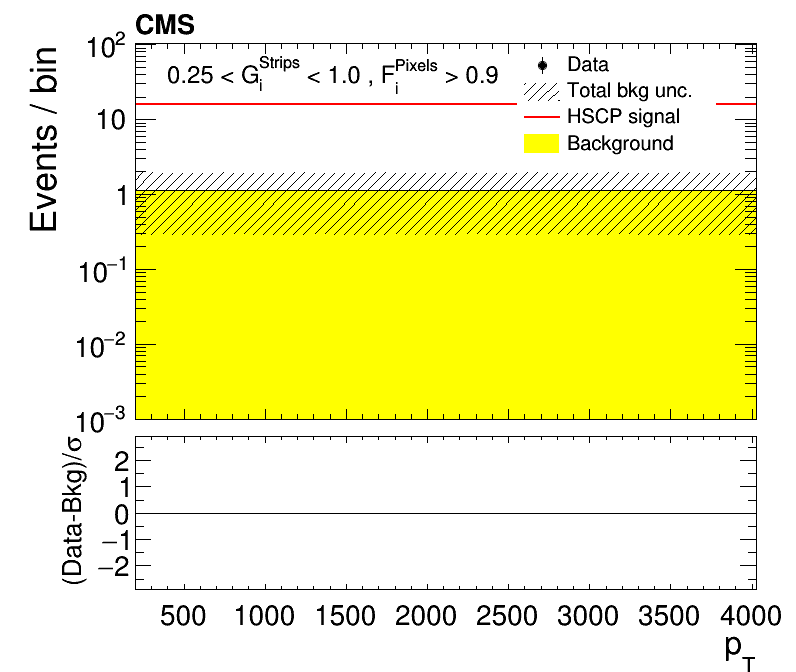 CMS
Events / bin
10²
10
1
10⁻¹
10⁻²
10⁻³
0.25 < G_i^Strips < 1.0 , F_i^Pixels > 0.9
Data
Total bkg unc.
HSCP signal
Background
(Data-Bkg)/σ
2
1
0
−1
−2
500 1000 1500 2000 2500 3000 3500 4000
p_T